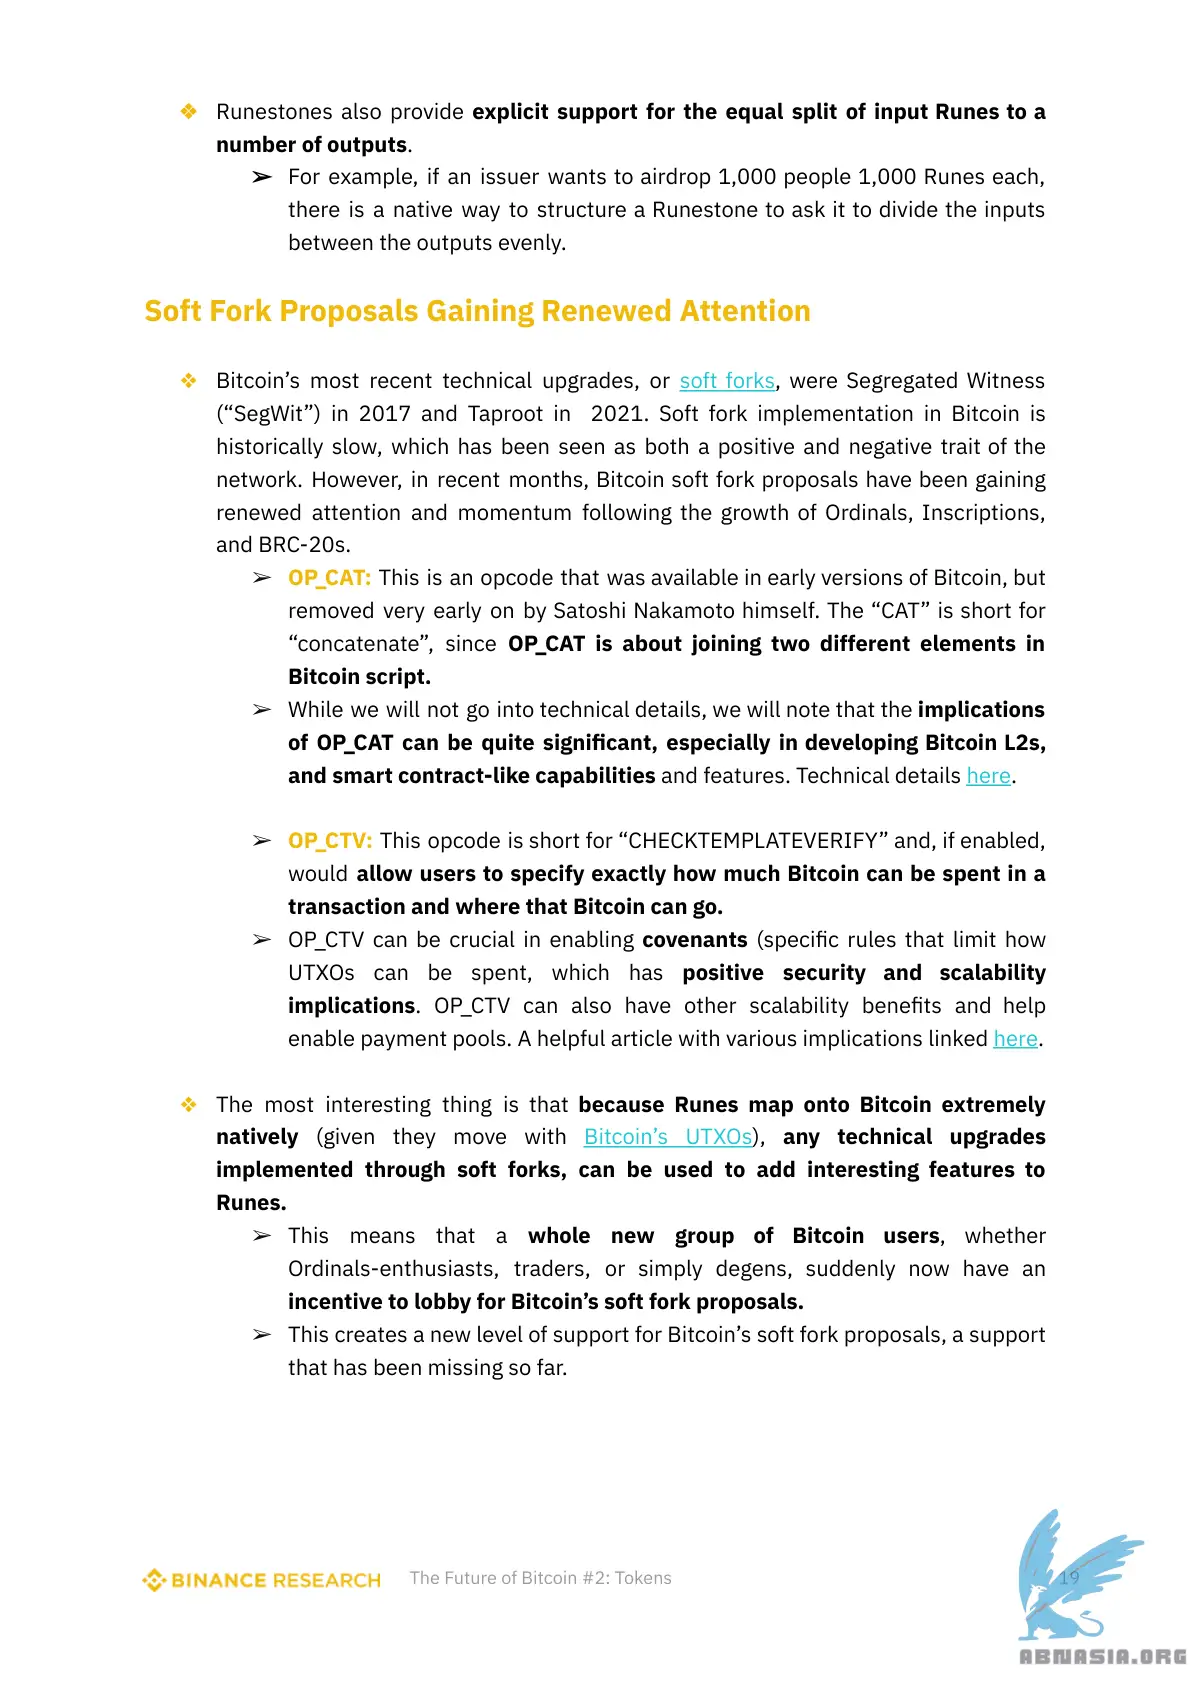 ❖ Runestones also provide explicit support for the equal split of input Runes to a
number of outputs.
➢ For example, if an issuer wants to airdrop 1,000 people 1,000 Runes each,
there is a native way to structure a Runestone to ask it to divide the inputs
between the outputs evenly.
Soft Fork Proposals Gaining Renewed Attention
❖ Bitcoin’s most recent technical upgrades, or soft forks, were Segregated Witness
(“SegWit”) in 2017 and Taproot in 2021. Soft fork implementation in Bitcoin is
historically slow, which has been seen as both a positive and negative trait of the
network. However, in recent months, Bitcoin soft fork proposals have been gaining
renewed attention and momentum following the growth of Ordinals, Inscriptions,
and BRC-20s.
➢ OP_CAT: This is an opcode that was available in early versions of Bitcoin, but
removed very early on by Satoshi Nakamoto himself. The “CAT” is short for
“concatenate”, since OP_CAT is about joining two different elements in
Bitcoin script.
➢ While we will not go into technical details, we will note that the implications
of OP_CAT can be quite significant, especially in developing Bitcoin L2s,
and smart contract-like capabilities and features. Technical details here.
➢ OP_CTV: This opcode is short for “CHECKTEMPLATEVERIFY” and, if enabled,
would allow users to specify exactly how much Bitcoin can be spent in a
transaction and where that Bitcoin can go.
➢ OP_CTV can be crucial in enabling covenants (specific rules that limit how
UTXOs can be spent, which has positive security and scalability
implications. OP_CTV can also have other scalability benefits and help
enable payment pools. A helpful article with various implications linked here.
❖ The most interesting thing is that because Runes map onto Bitcoin extremely
natively (given they move with Bitcoin’s UTXOs), any technical upgrades
implemented through soft forks, can be used to add interesting features to
Runes.
➢ This means that a whole new group of Bitcoin users, whether
Ordinals-enthusiasts, traders, or simply degens, suddenly now have an
incentive to lobby for Bitcoin’s soft fork proposals.
➢ This creates a new level of support for Bitcoin’s soft fork proposals, a support
that has been missing so far.
BINANCE RESEARCH The Future of Bitcoin #2: Tokens 19
ABNASIA.ORG